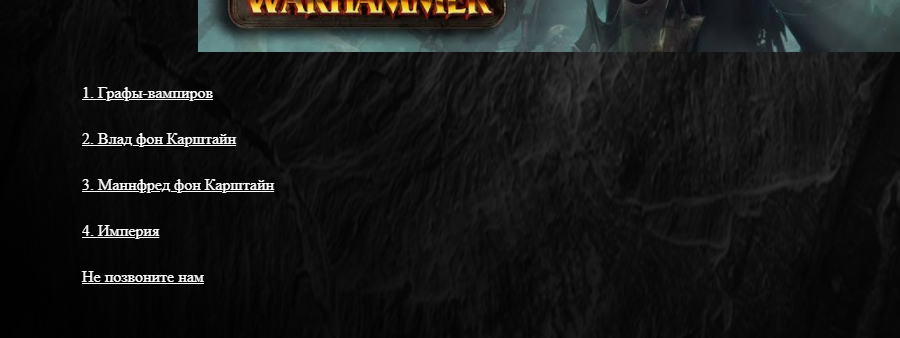 WARHAMMER
1. Графы-вампиров
2. Влад фон Карштайн
3. Маннфред фон Карштайн
4. Империя
Не позвоните нам